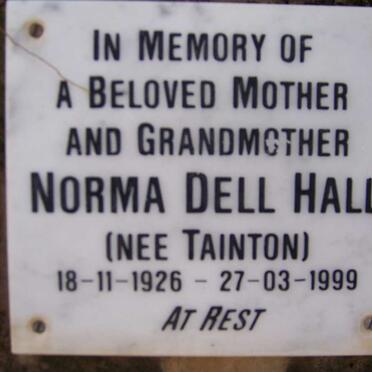 IN MEMORY OF
A BELOVED MOTHER
AND GRANDMOTHER
NORMA DELL HALL
(NEE TAINTON)
18-11-1926 - 27-03-1999
AT REST